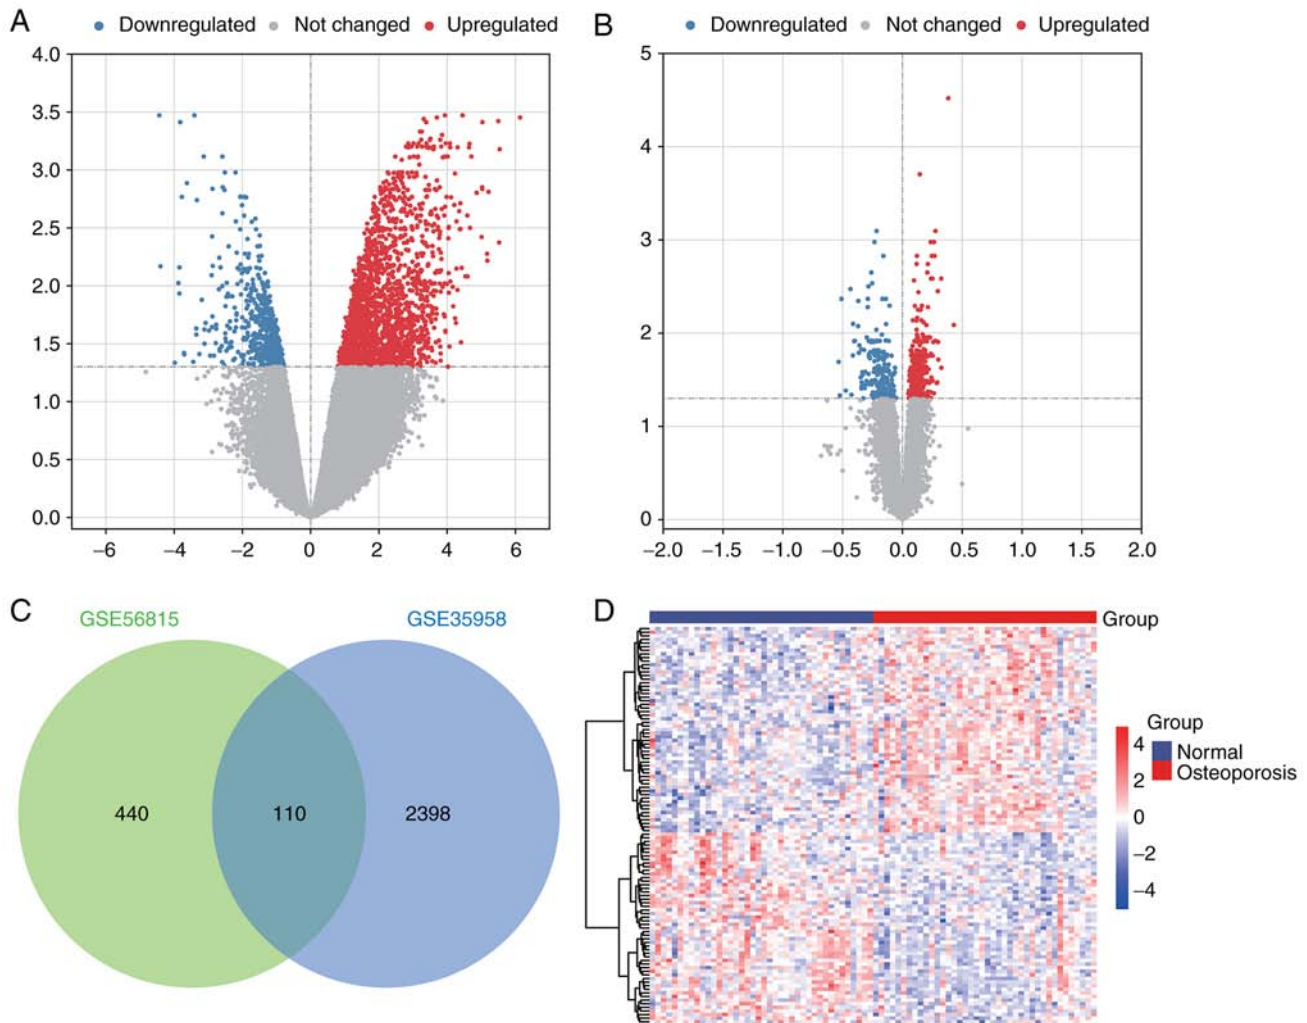 A
Downregulated Not changed Upregulated
4.0
3.5
3.0
2.5
2.0
1.5
1.0
0.5
0.0
−6 −4 −2 0 2 4 6
B
Downregulated Not changed Upregulated
5
4
3
2
1
0
−2.0 −1.5 −1.0 −0.5 0.0 0.5 1.0 1.5 2.0
C
GSE56815 GSE35958
440 110 2398
D
Group
Group
Normal
Osteoporosis
4
2
0
−2
−4